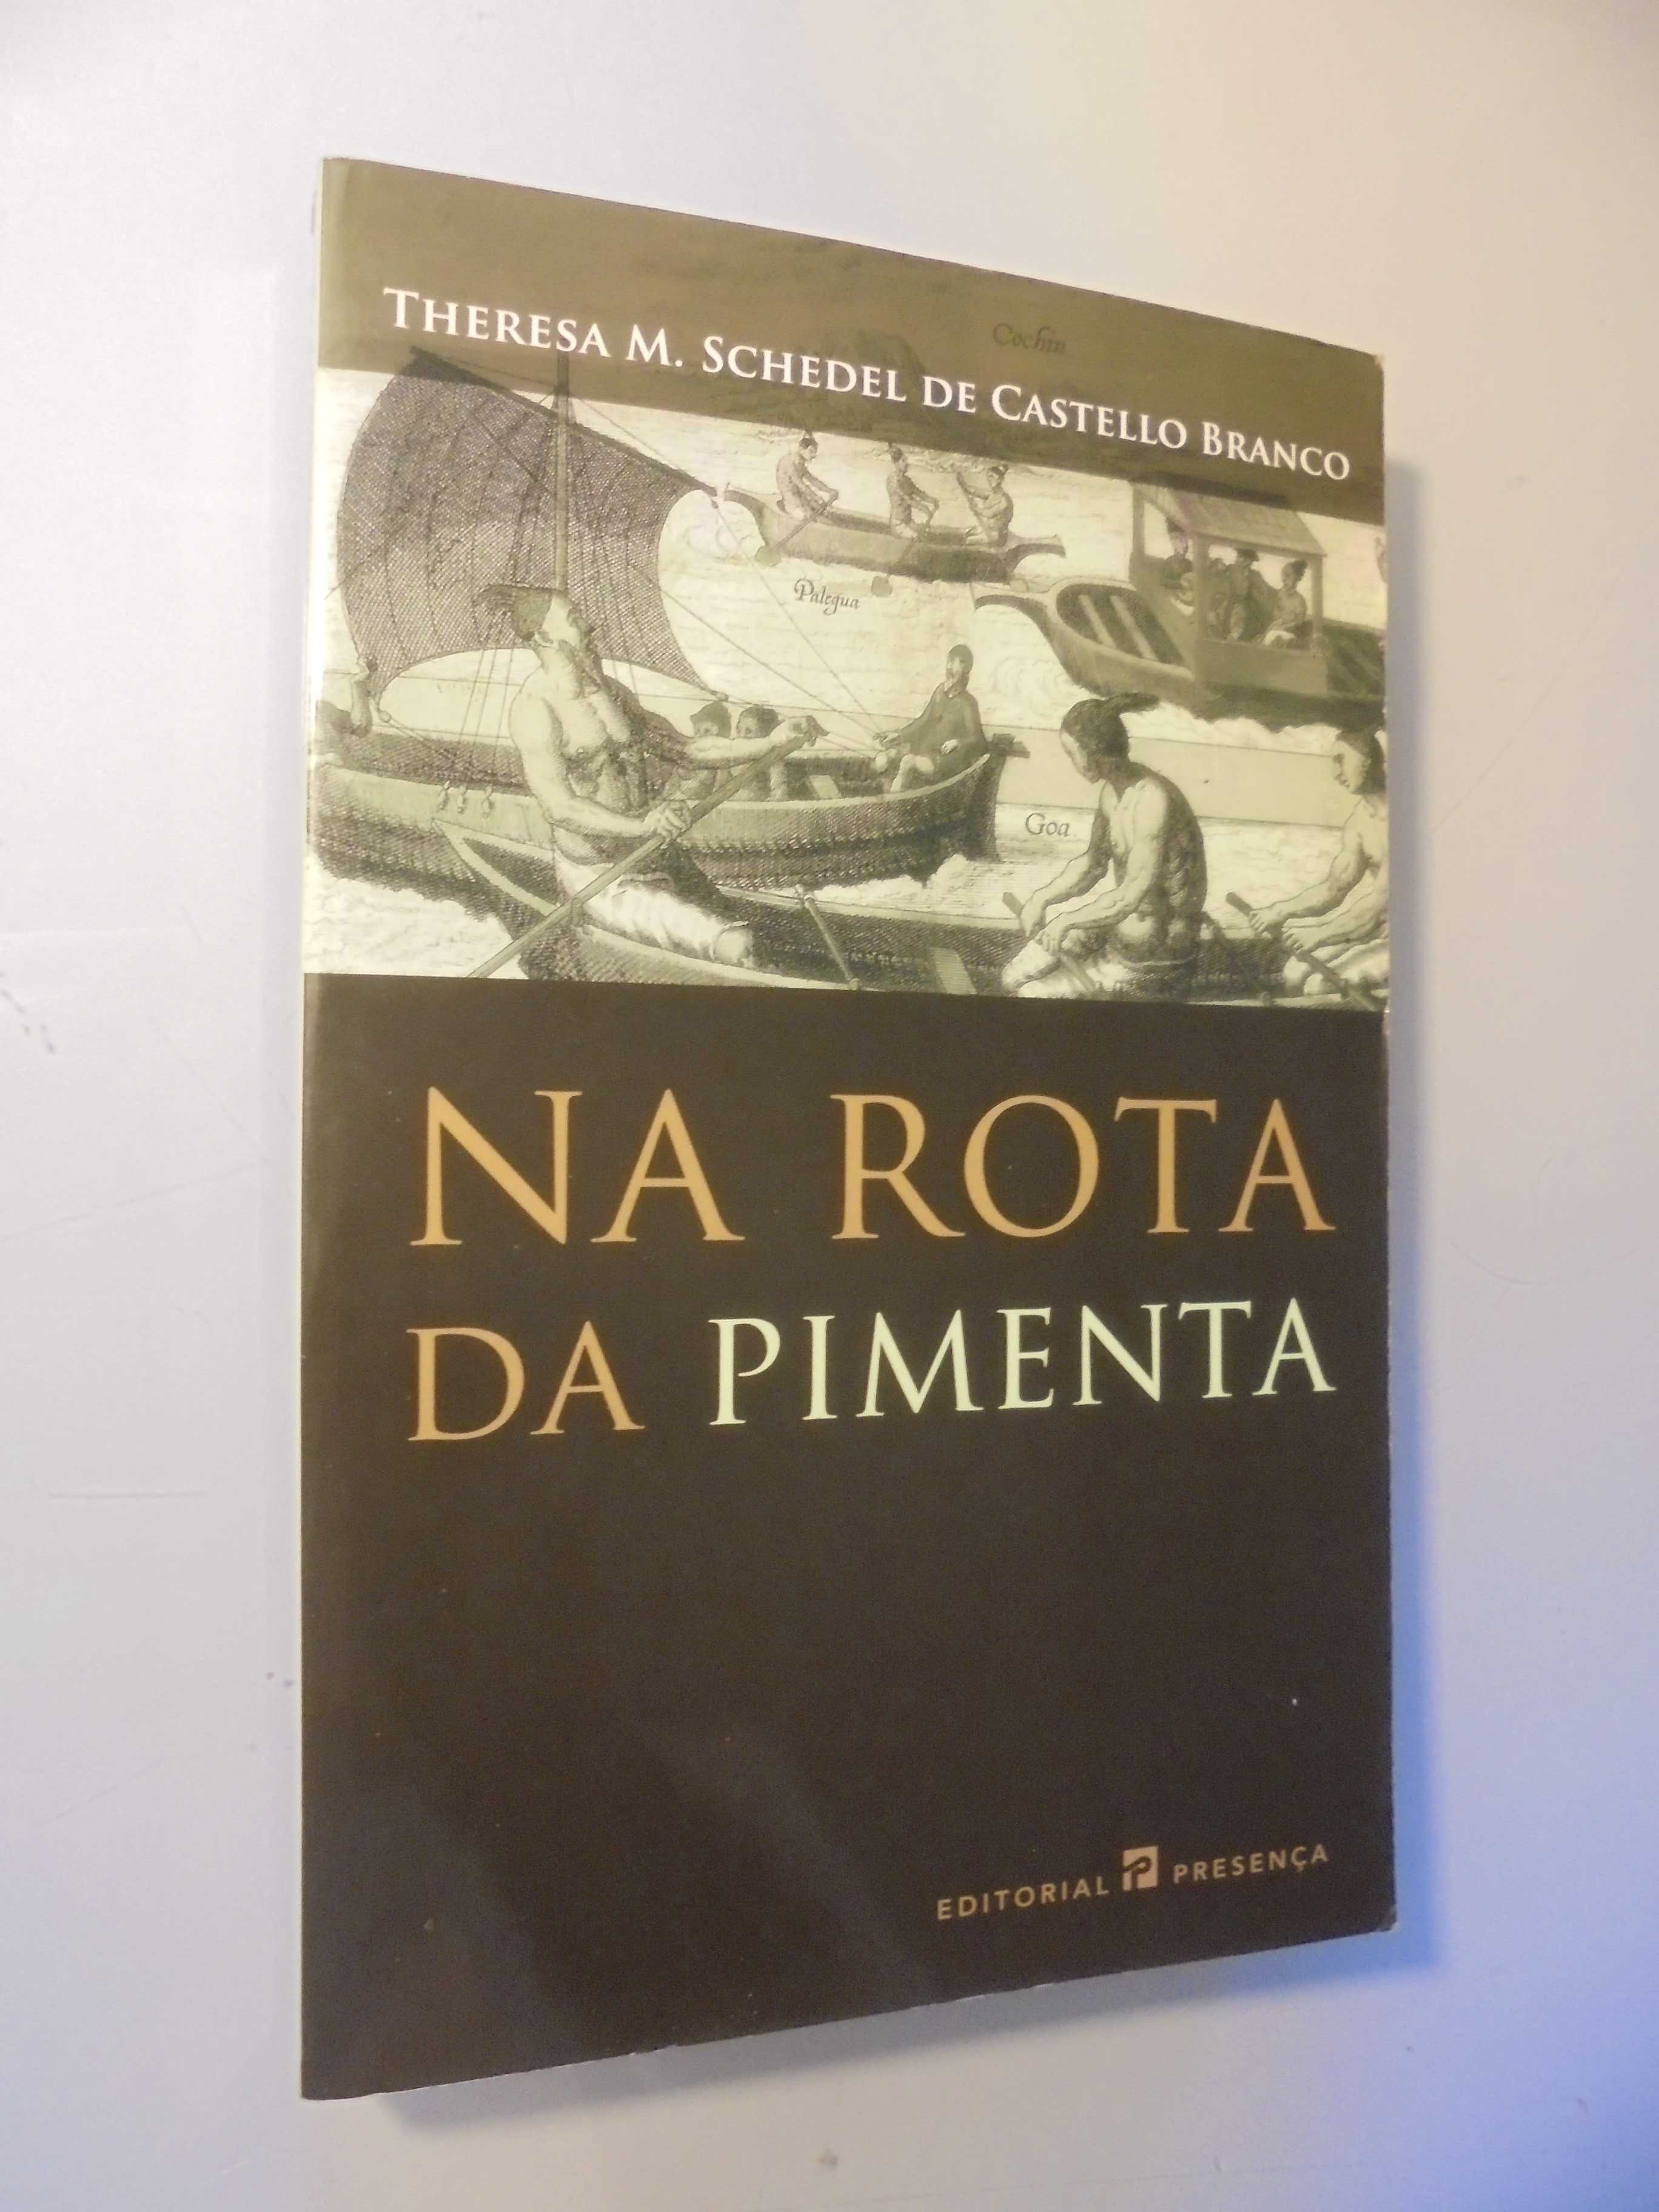 THERESA M. SCHEDEL DE CASTELLO BRANCO
Cochin
Palegua
Goa
NA ROTA
DA PIMENTA
EDITORIAL PRESENÇA